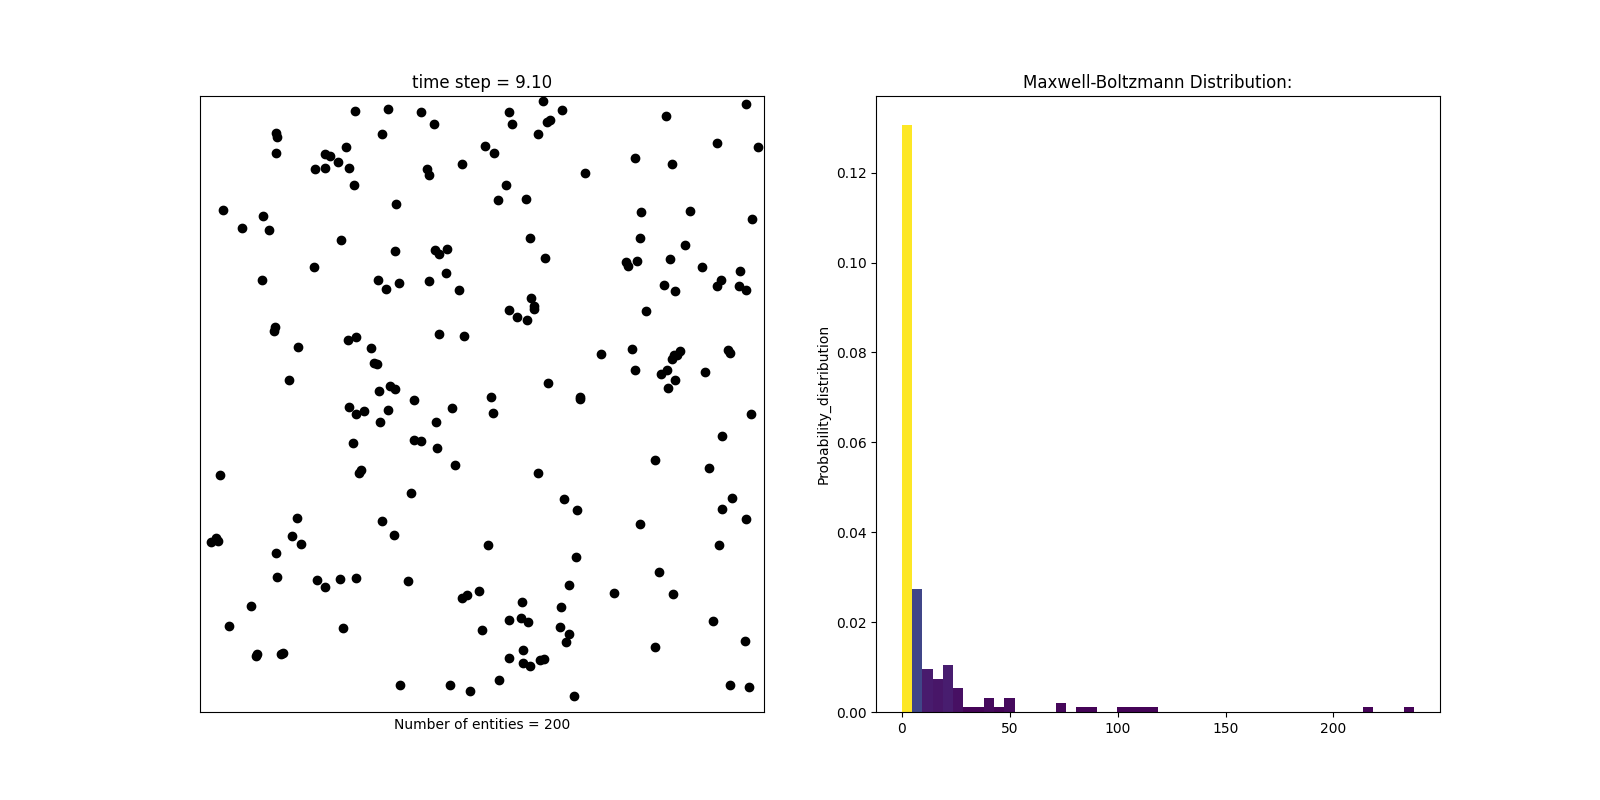 time step = 9.10
Number of entities = 200
Maxwell-Boltzmann Distribution:
Probability_distribution
0.12
0.10
0.08
0.06
0.04
0.02
0.00
0 50 100 150 200